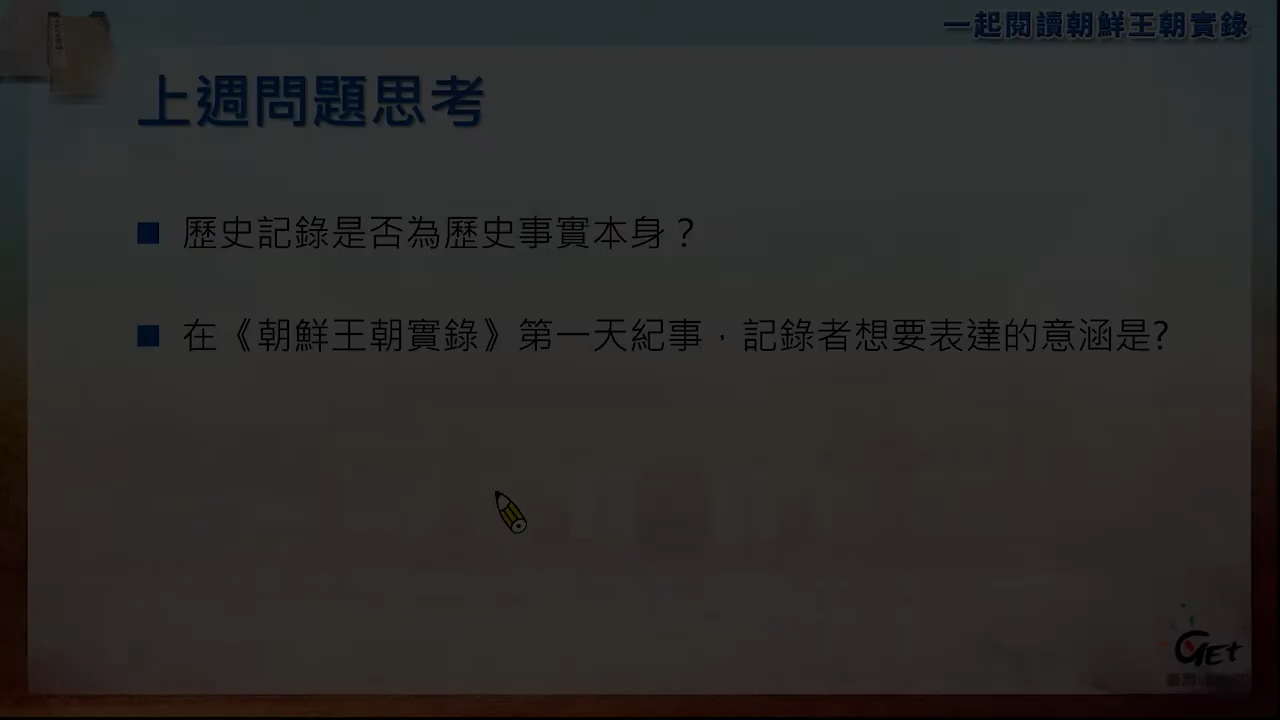 一起閱讀朝鮮王朝實錄
上週問題思考
歷史記錄是否為歷史事實本身？
在《朝鮮王朝實錄》第一天紀事，記錄者想要表達的意涵是?
GET